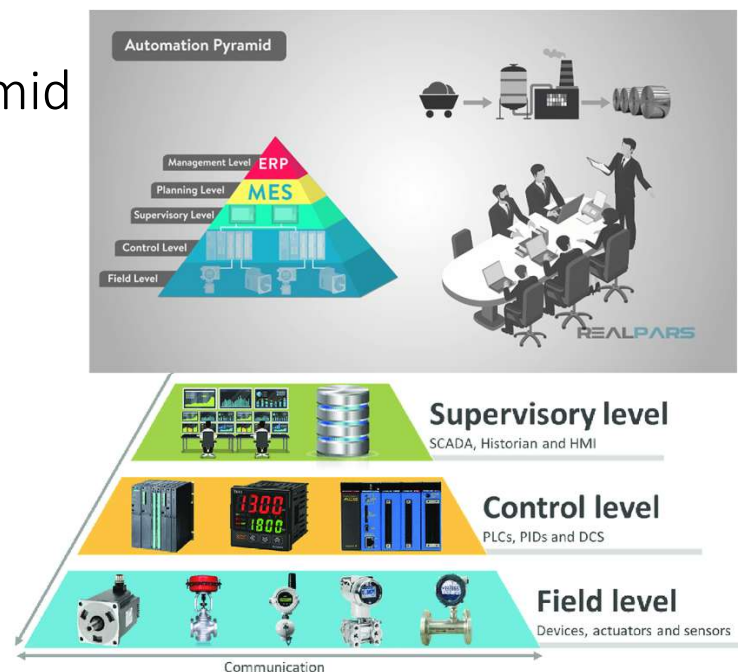 mid
Automation Pyramid
Management Level ERP
Planning Level MES
Supervisory Level
Control Level
Field Level
REALPARS
Supervisory level
SCADA, Historian and HMI
1300
1800
Control level
PLCs, PIDs and DCS
Field level
Devices, actuators and sensors
Communication